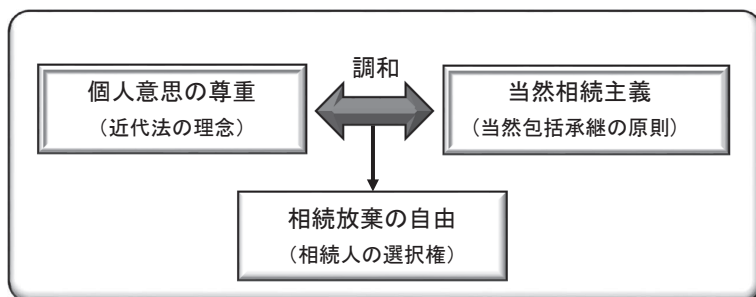 調和
個人意思の尊重
（近代法の理念）
当然相続主義
（当然包括承継の原則）
相続放棄の自由
（相続人の選択権）